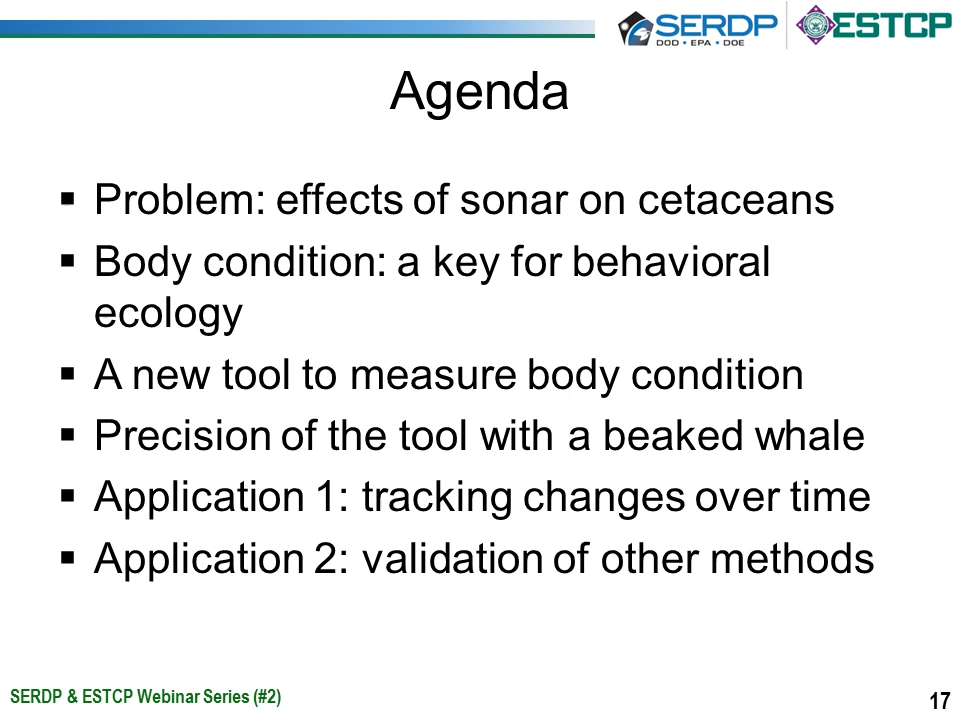 SERDP
DOD • EPA • DOE
ESTCP
Agenda
▪ Problem: effects of sonar on cetaceans
▪ Body condition: a key for behavioral
ecology
▪ A new tool to measure body condition
▪ Precision of the tool with a beaked whale
▪ Application 1: tracking changes over time
▪ Application 2: validation of other methods
SERDP & ESTCP Webinar Series (#2)
17